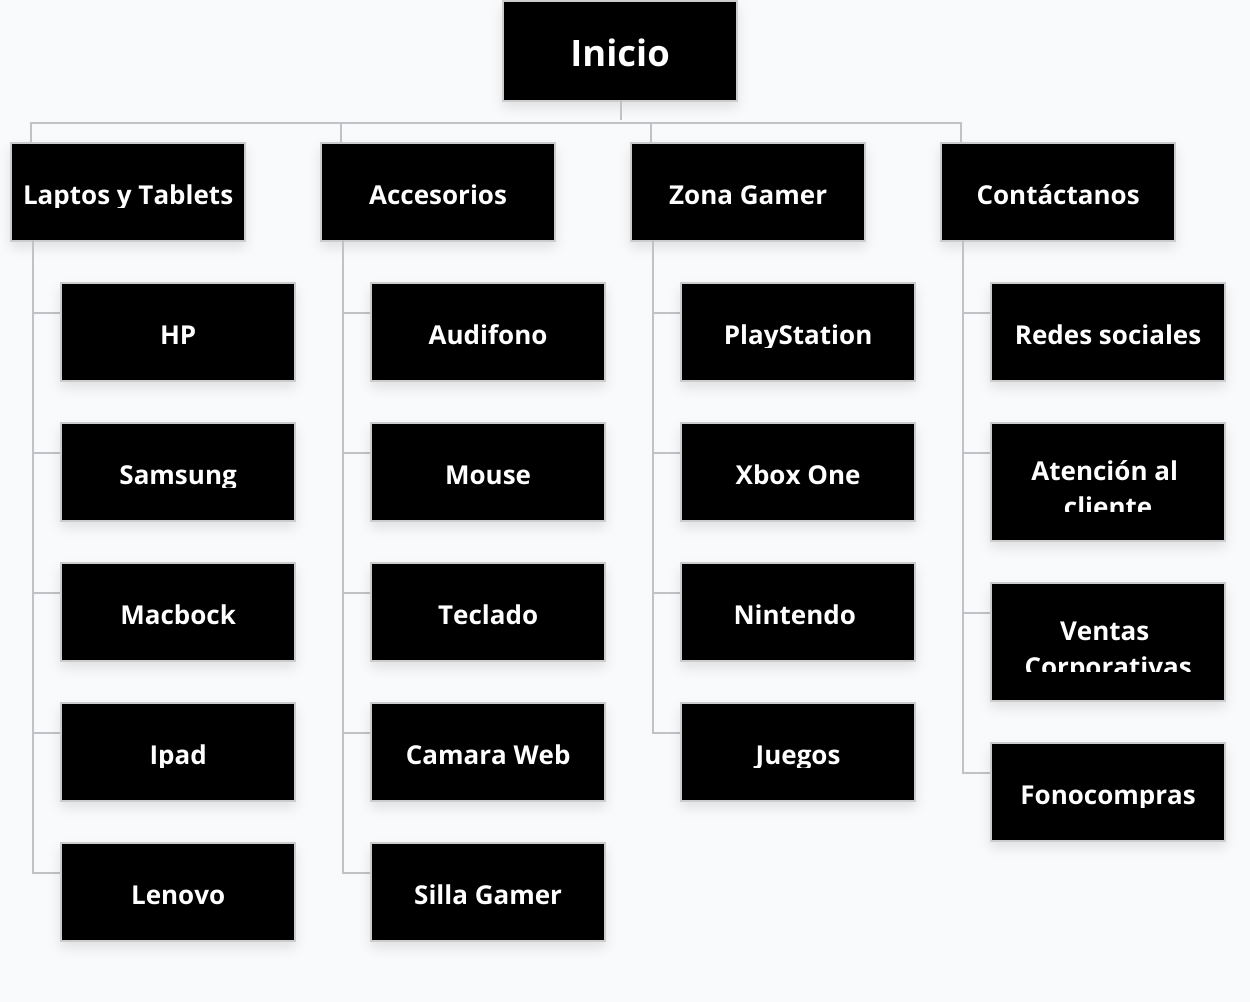 Inicio
Laptos y Tablets
HP
Samsung
Macbock
Ipad
Lenovo
Accesorios
Audifono
Mouse
Teclado
Camara Web
Silla Gamer
Zona Gamer
PlayStation
Xbox One
Nintendo
Juegos
Contáctanos
Redes sociales
Atención al
cliente
Ventas
Corporativas
Fonocompras